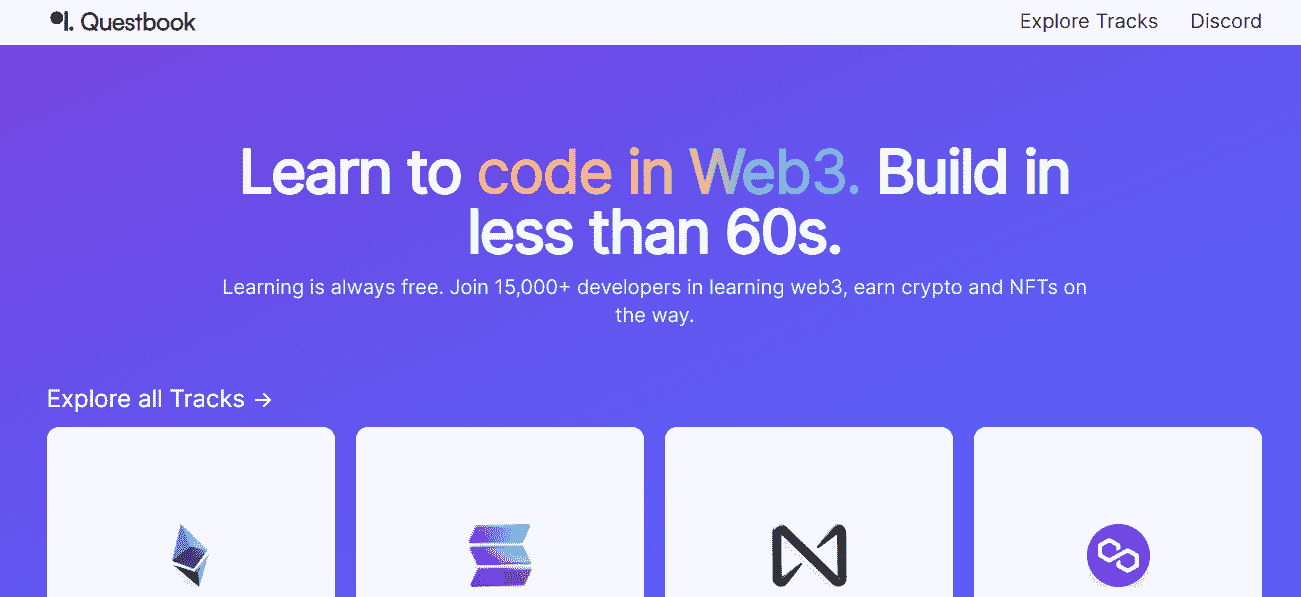 Questbook
Explore Tracks
Discord
Learn to code in Web3. Build in
less than 60s.
Learning is always free. Join 15,000+ developers in learning web3, earn crypto and NFTs on
the way.
Explore all Tracks →